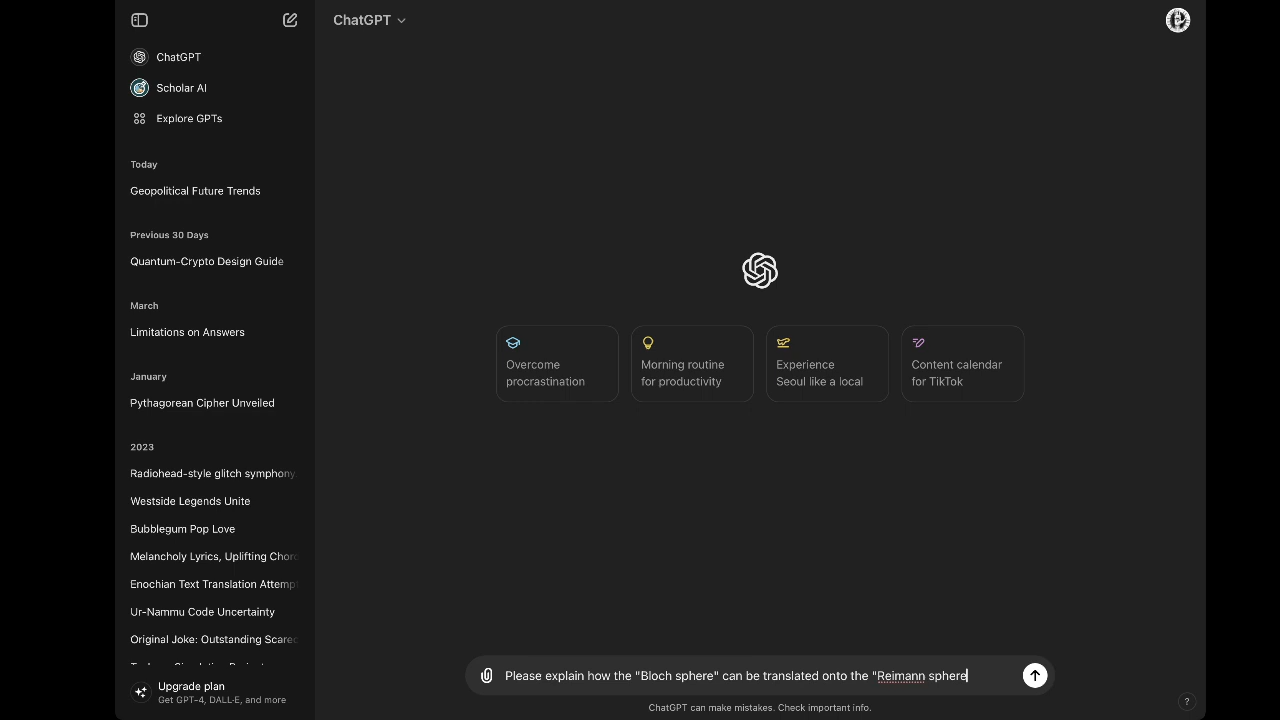 ChatGPT
Scholar AI
Explore GPTs
Today
Geopolitical Future Trends
Previous 30 Days
Quantum-Crypto Design Guide
March
Limitations on Answers
January
Pythagorean Cipher Unveiled
2023
Radiohead-style glitch symphony
Westside Legends Unite
Bubblegum Pop Love
Melancholy Lyrics, Uplifting Chor
Enochian Text Translation Attemp
Ur-Nammu Code Uncertainty
Original Joke: Outstanding Scare
Upgrade plan
Get GPT-4, DALL·E, and more
ChatGPT
Overcome
procrastination
Morning routine
for productivity
Experience
Seoul like a local
Content calendar
for TikTok
Please explain how the "Bloch sphere" can be translated onto the "Reimann sphere
ChatGPT can make mistakes. Check important info.
?